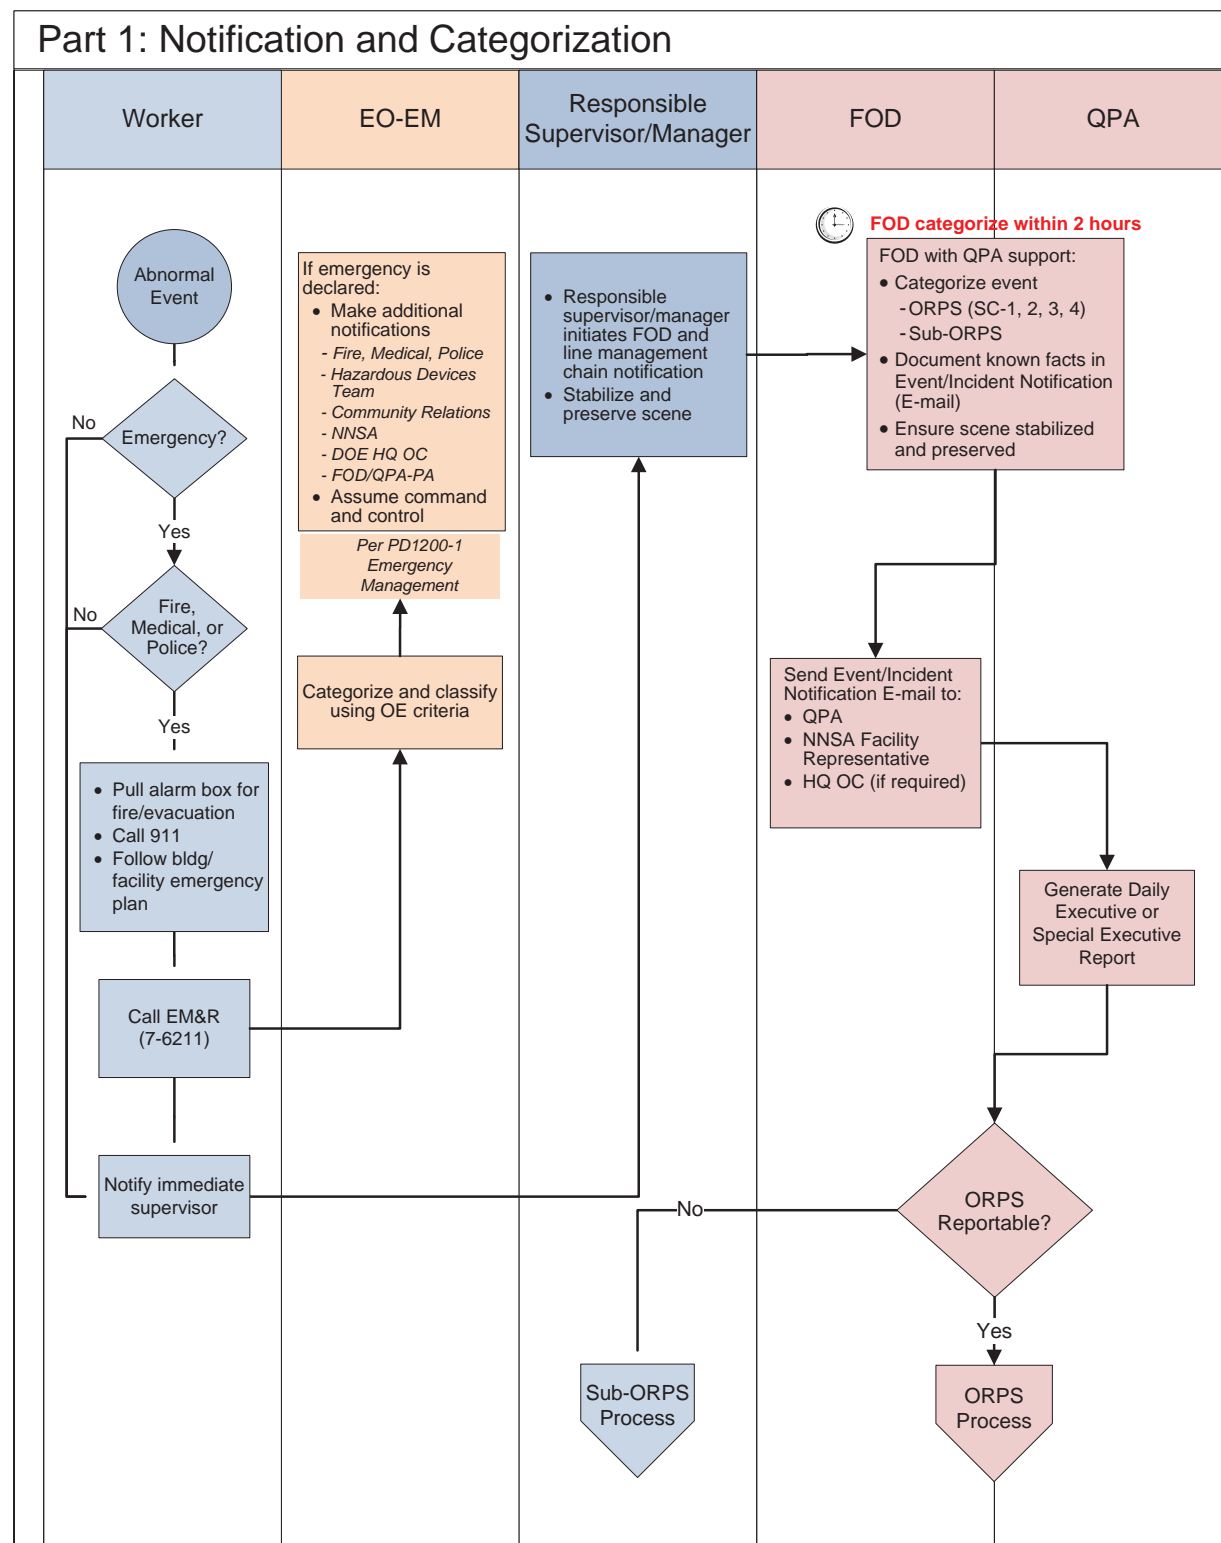 Part 1: Notification and Categorization
Worker
EO-EM
Responsible
Supervisor/Manager
FOD
QPA
Abnormal
Event
Emergency?
No
Yes
Fire,
Medical, or
Police?
No
Yes
• Pull alarm box for
fire/evacuation
• Call 911
• Follow bldg/
facility emergency
plan
Call EM&R
(7-6211)
Notify immediate
supervisor
If emergency is
declared:
• Make additional
notifications
- Fire, Medical, Police
- Hazardous Devices
Team
- Community Relations
- NNSA
- DOE HQ OC
- FOD/QPA-PA
• Assume command
and control
Per PD1200-1
Emergency
Management
Categorize and classify
using OE criteria
• Responsible
supervisor/manager
initiates FOD and
line management
chain notification
• Stabilize and
preserve scene
FOD categorize within 2 hours
FOD with QPA support:
• Categorize event
- ORPS (SC-1, 2, 3, 4)
- Sub-ORPS
• Document known facts in
Event/Incident Notification
(E-mail)
• Ensure scene stabilized
and preserved
Send Event/Incident
Notification E-mail to:
• QPA
• NNSA Facility
Representative
• HQ OC (if required)
Generate Daily
Executive or
Special Executive
Report
ORPS
Reportable?
No
Yes
Sub-ORPS
Process
ORPS
Process